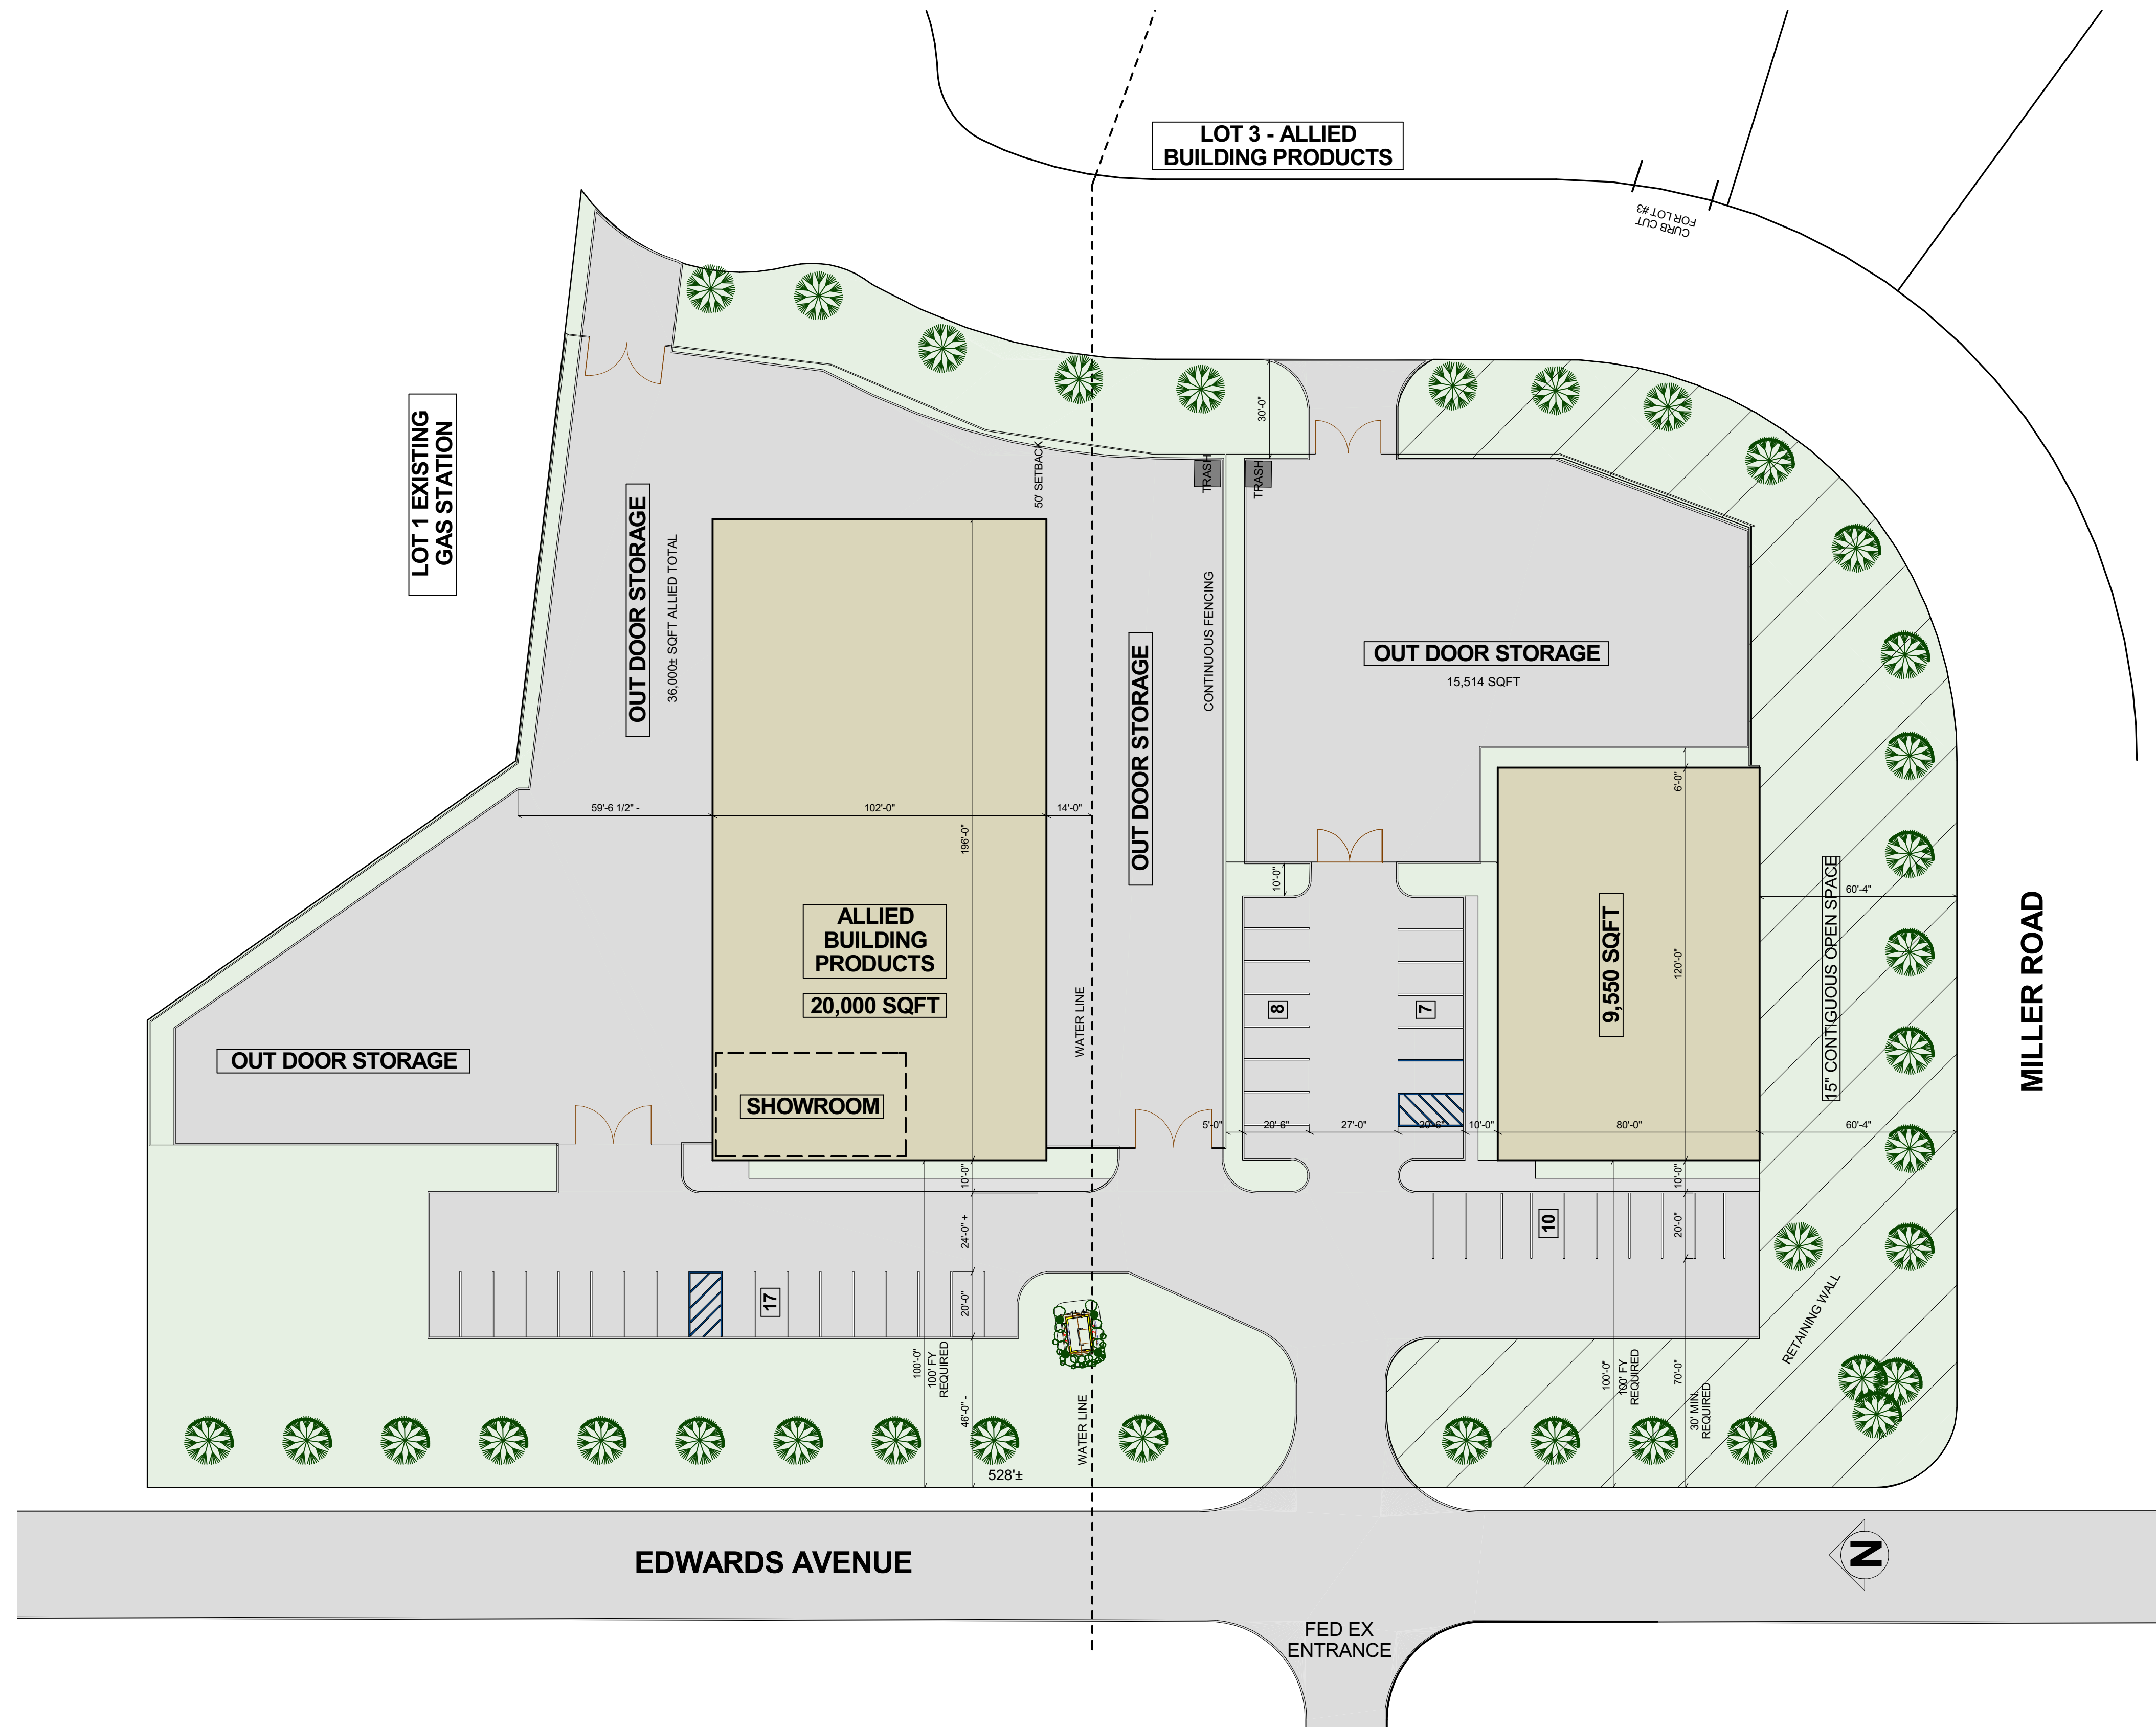 LOT 3 - ALLIED
BUILDING PRODUCTS
CURB CUT
FOR LOT #3
LOT 1 EXISTING
GAS STATION
30'-0"
50' SETBACK
TRASH
TRASH
OUT DOOR STORAGE
36,000± SQFT ALLIED TOTAL
CONTINUOUS FENCING
OUT DOOR STORAGE
OUT DOOR STORAGE
15,514 SQFT
59'-6 1/2" -
102'-0"
14'-0"
196'-0"
6'-0"
10'-0"
60'-4"
15" CONTIGUOUS OPEN SPACE
MILLER ROAD
ALLIED
BUILDING
PRODUCTS
20,000 SQFT
9,550 SQFT
120'-0"
8
7
WATER LINE
OUT DOOR STORAGE
SHOWROOM
5'-0"
20'-6"
27'-0"
20'-6"
10'-0"
80'-0"
60'-4"
10'-0"
10'-0"
24'-0" +
10
20'-0"
17
20'-0"
RETAINING WALL
100'-0"
100' FY
REQUIRED
46'-0" -
WATER LINE
100'-0"
100' FY
REQUIRED
70'-0"
30' MIN.
REQUIRED
528'±
EDWARDS AVENUE
N
FED EX
ENTRANCE